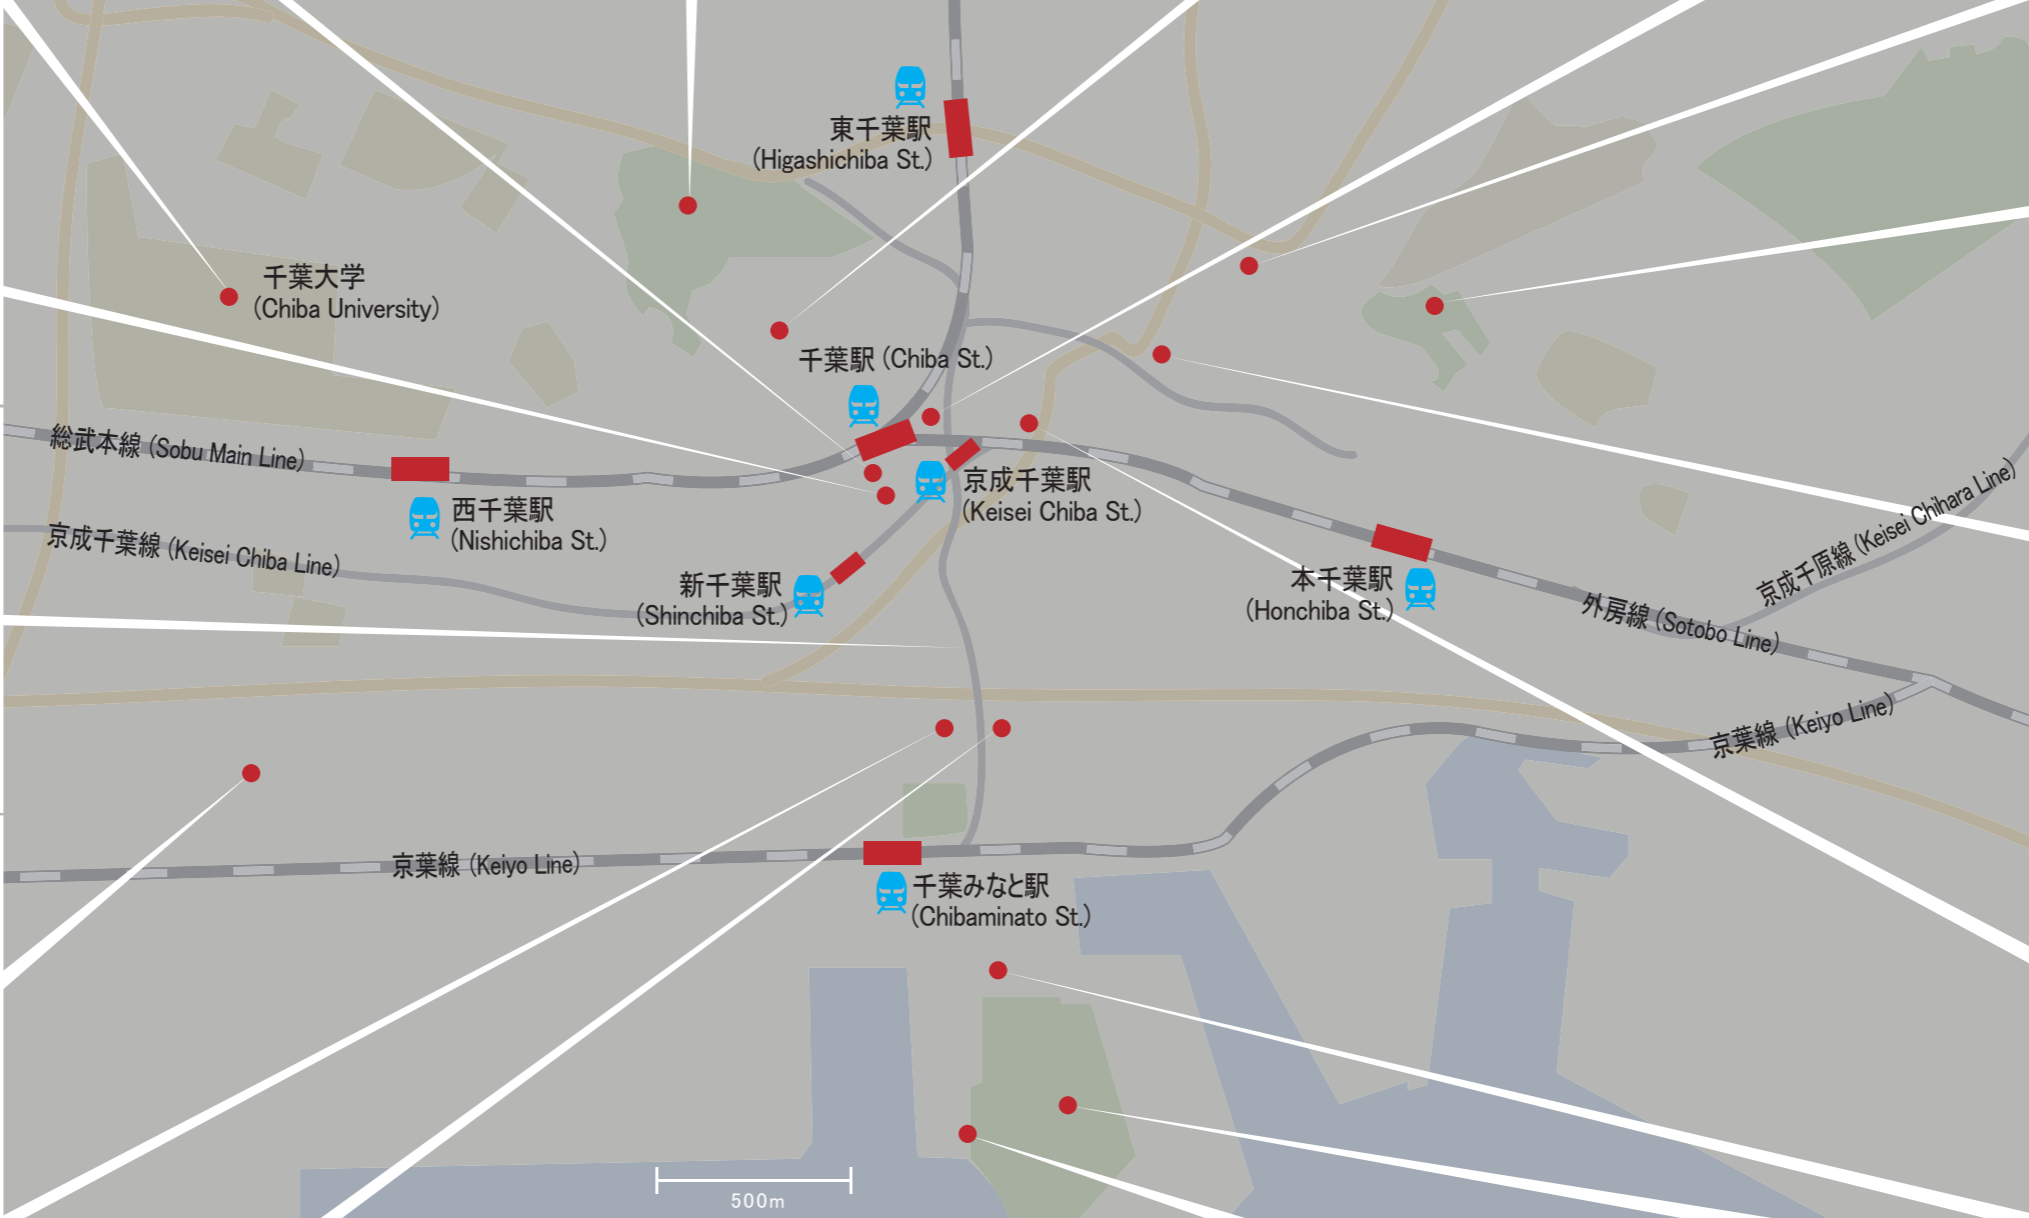 東千葉駅
(Higashichiba St.)
千葉大学
(Chiba University)
千葉駅 (Chiba St.)
総武本線 (Sobu Main Line)
京成千葉駅
(Keisei Chiba St.)
西千葉駅
(Nishichiba St.)
京成千葉線 (Keisei Chiba Line)
京成千原線 (Keisei Chihara Line)
新千葉駅
(Shinchiba St.)
本千葉駅
(Honchiba St.)
外房線 (Sotobo Line)
京葉線 (Keiyo Line)
京葉線 (Keiyo Line)
千葉みなと駅
(Chibaminato St.)
500m